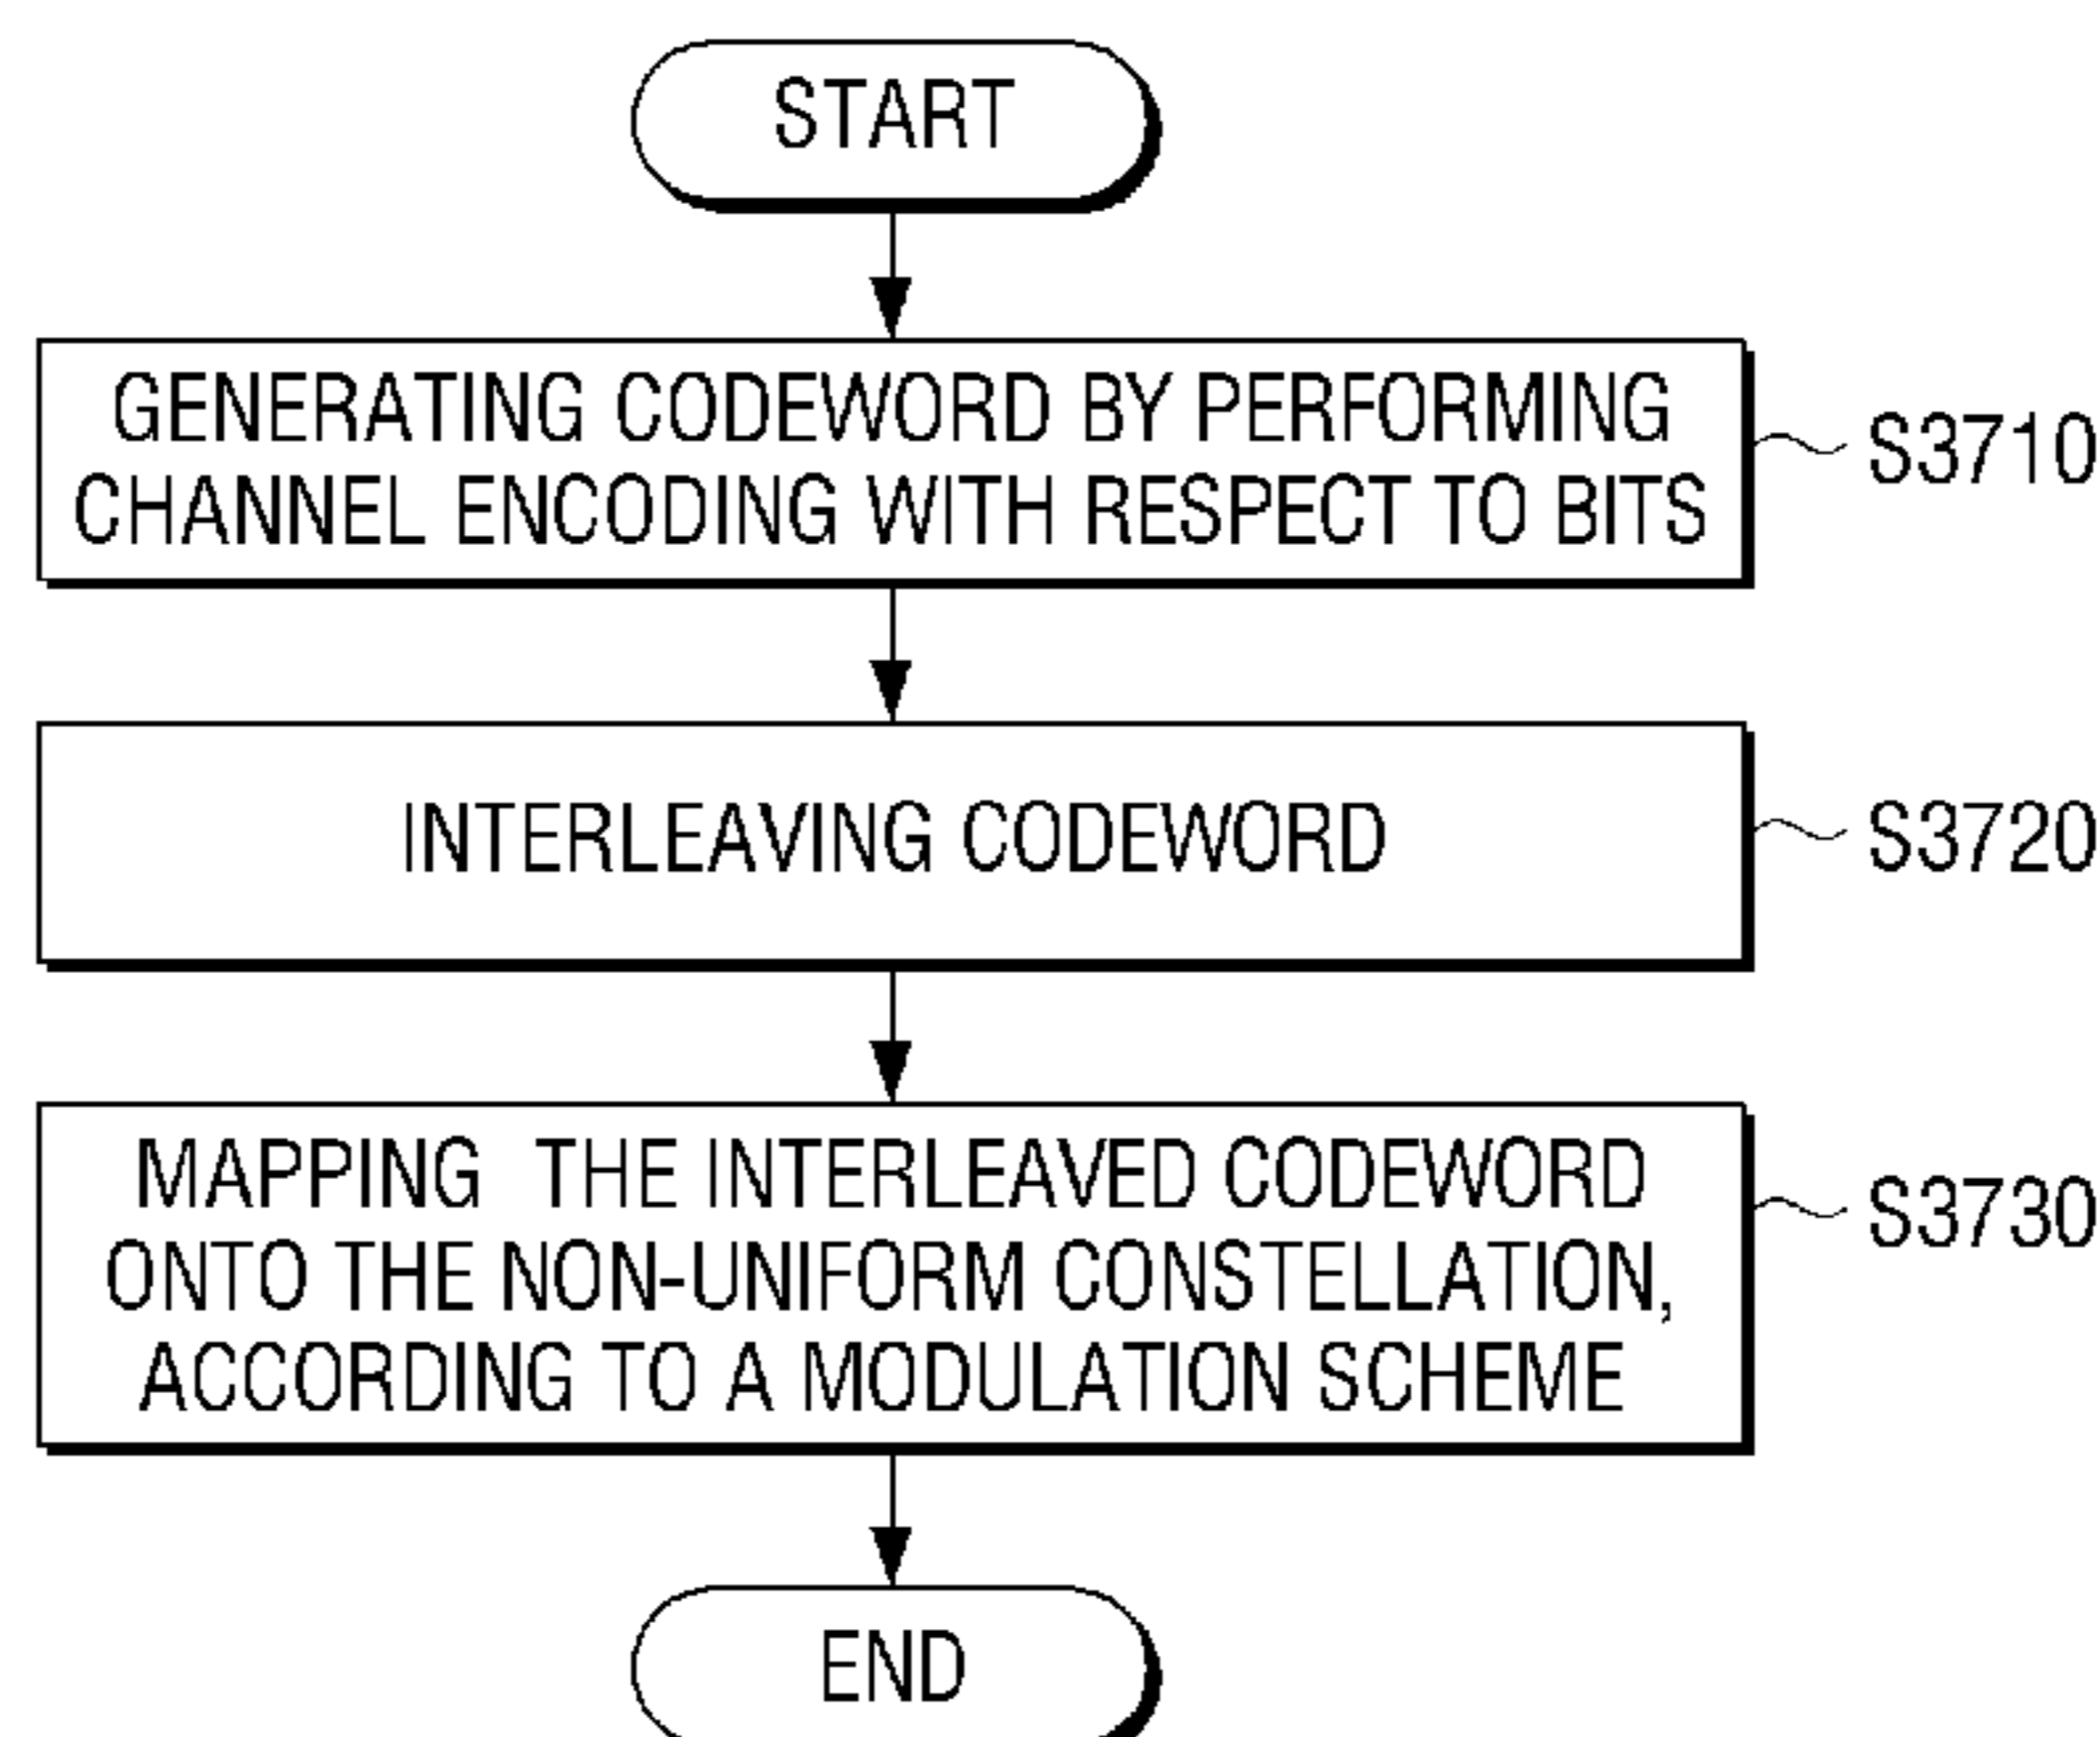 START
GENERATING CODEWORD BY PERFORMING
CHANNEL ENCODING WITH RESPECT TO BITS
S3710
INTERLEAVING CODEWORD
S3720
MAPPING THE INTERLEAVED CODEWORD
ONTO THE NON-UNIFORM CONSTELLATION,
ACCORDING TO A MODULATION SCHEME
S3730
END